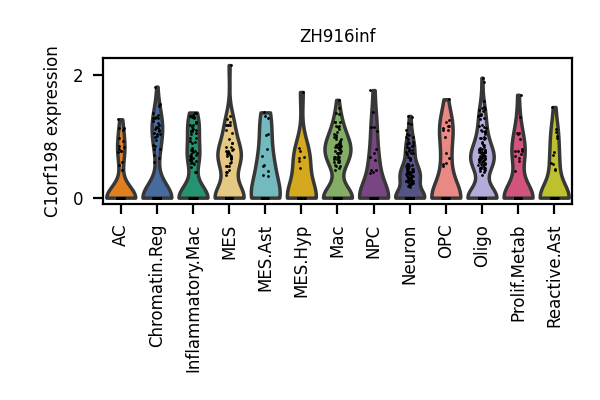 ZH916inf
C1orf198 expression
2
0
AC
Chromatin.Reg
Inflammatory.Mac
MES
MES.Ast
MES.Hyp
Mac
NPC
Neuron
OPC
Oligo
Prolif.Metab
Reactive.Ast